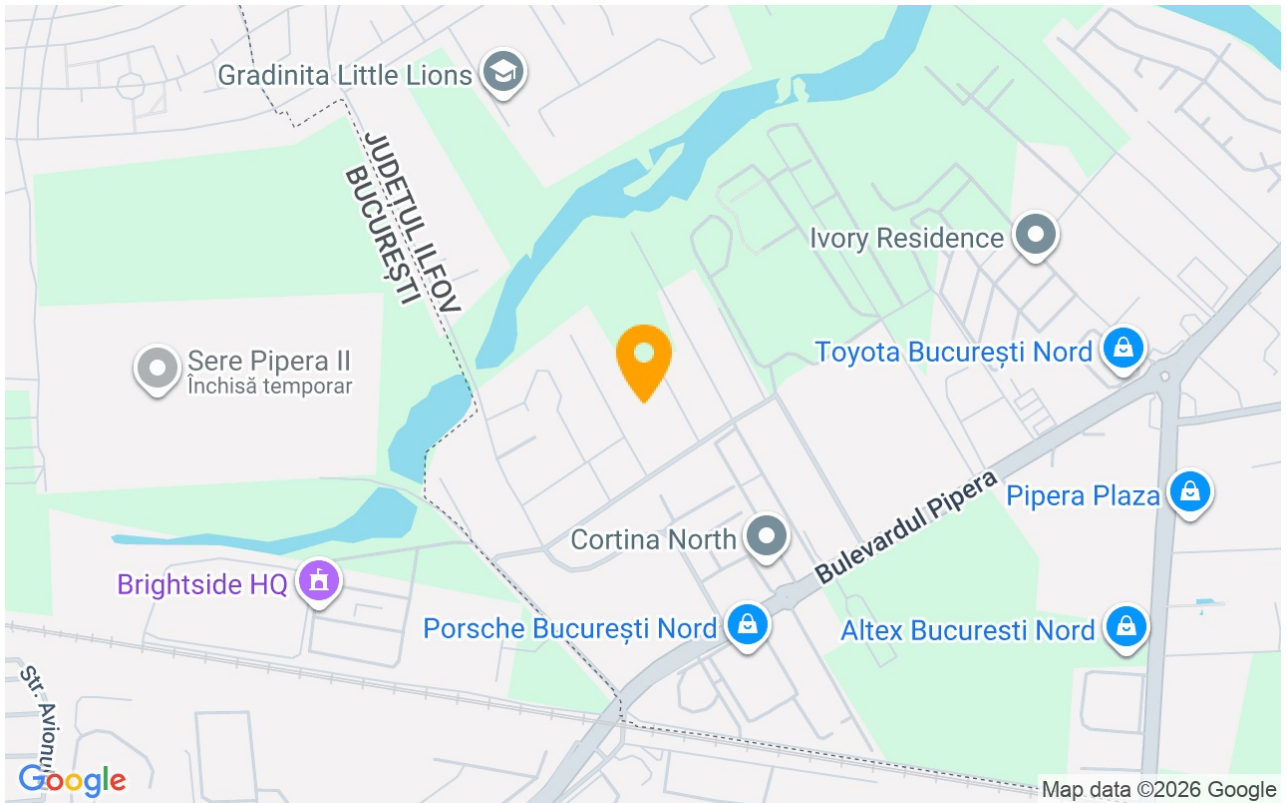 Gradinita Little Lions
JUDEȚUL ILFOV
BUCUREȘTI
Ivory Residence
Sere Pipera II
Închisă temporar
Toyota București Nord
Pipera Plaza
Bulevardul Pipera
Cortina North
Brightside HQ
Porsche București Nord
Altex Bucuresti Nord
Str. Avionu
Google
Map data ©2026 Google